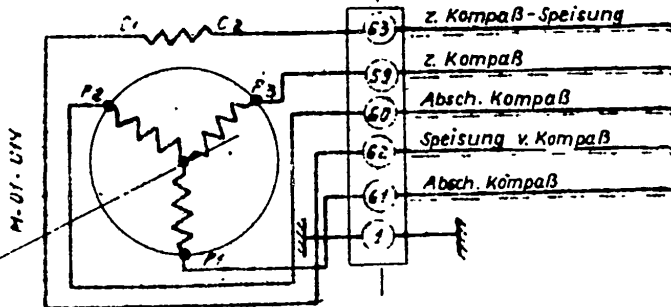 C1 C2 63 z. Kompaß-Speisung
P2 P3 59 z. Kompaß
60 Absch. Kompaß
62 Speisung v. Kompaß
61 Absch. Kompaß
P1 1
M-01-014